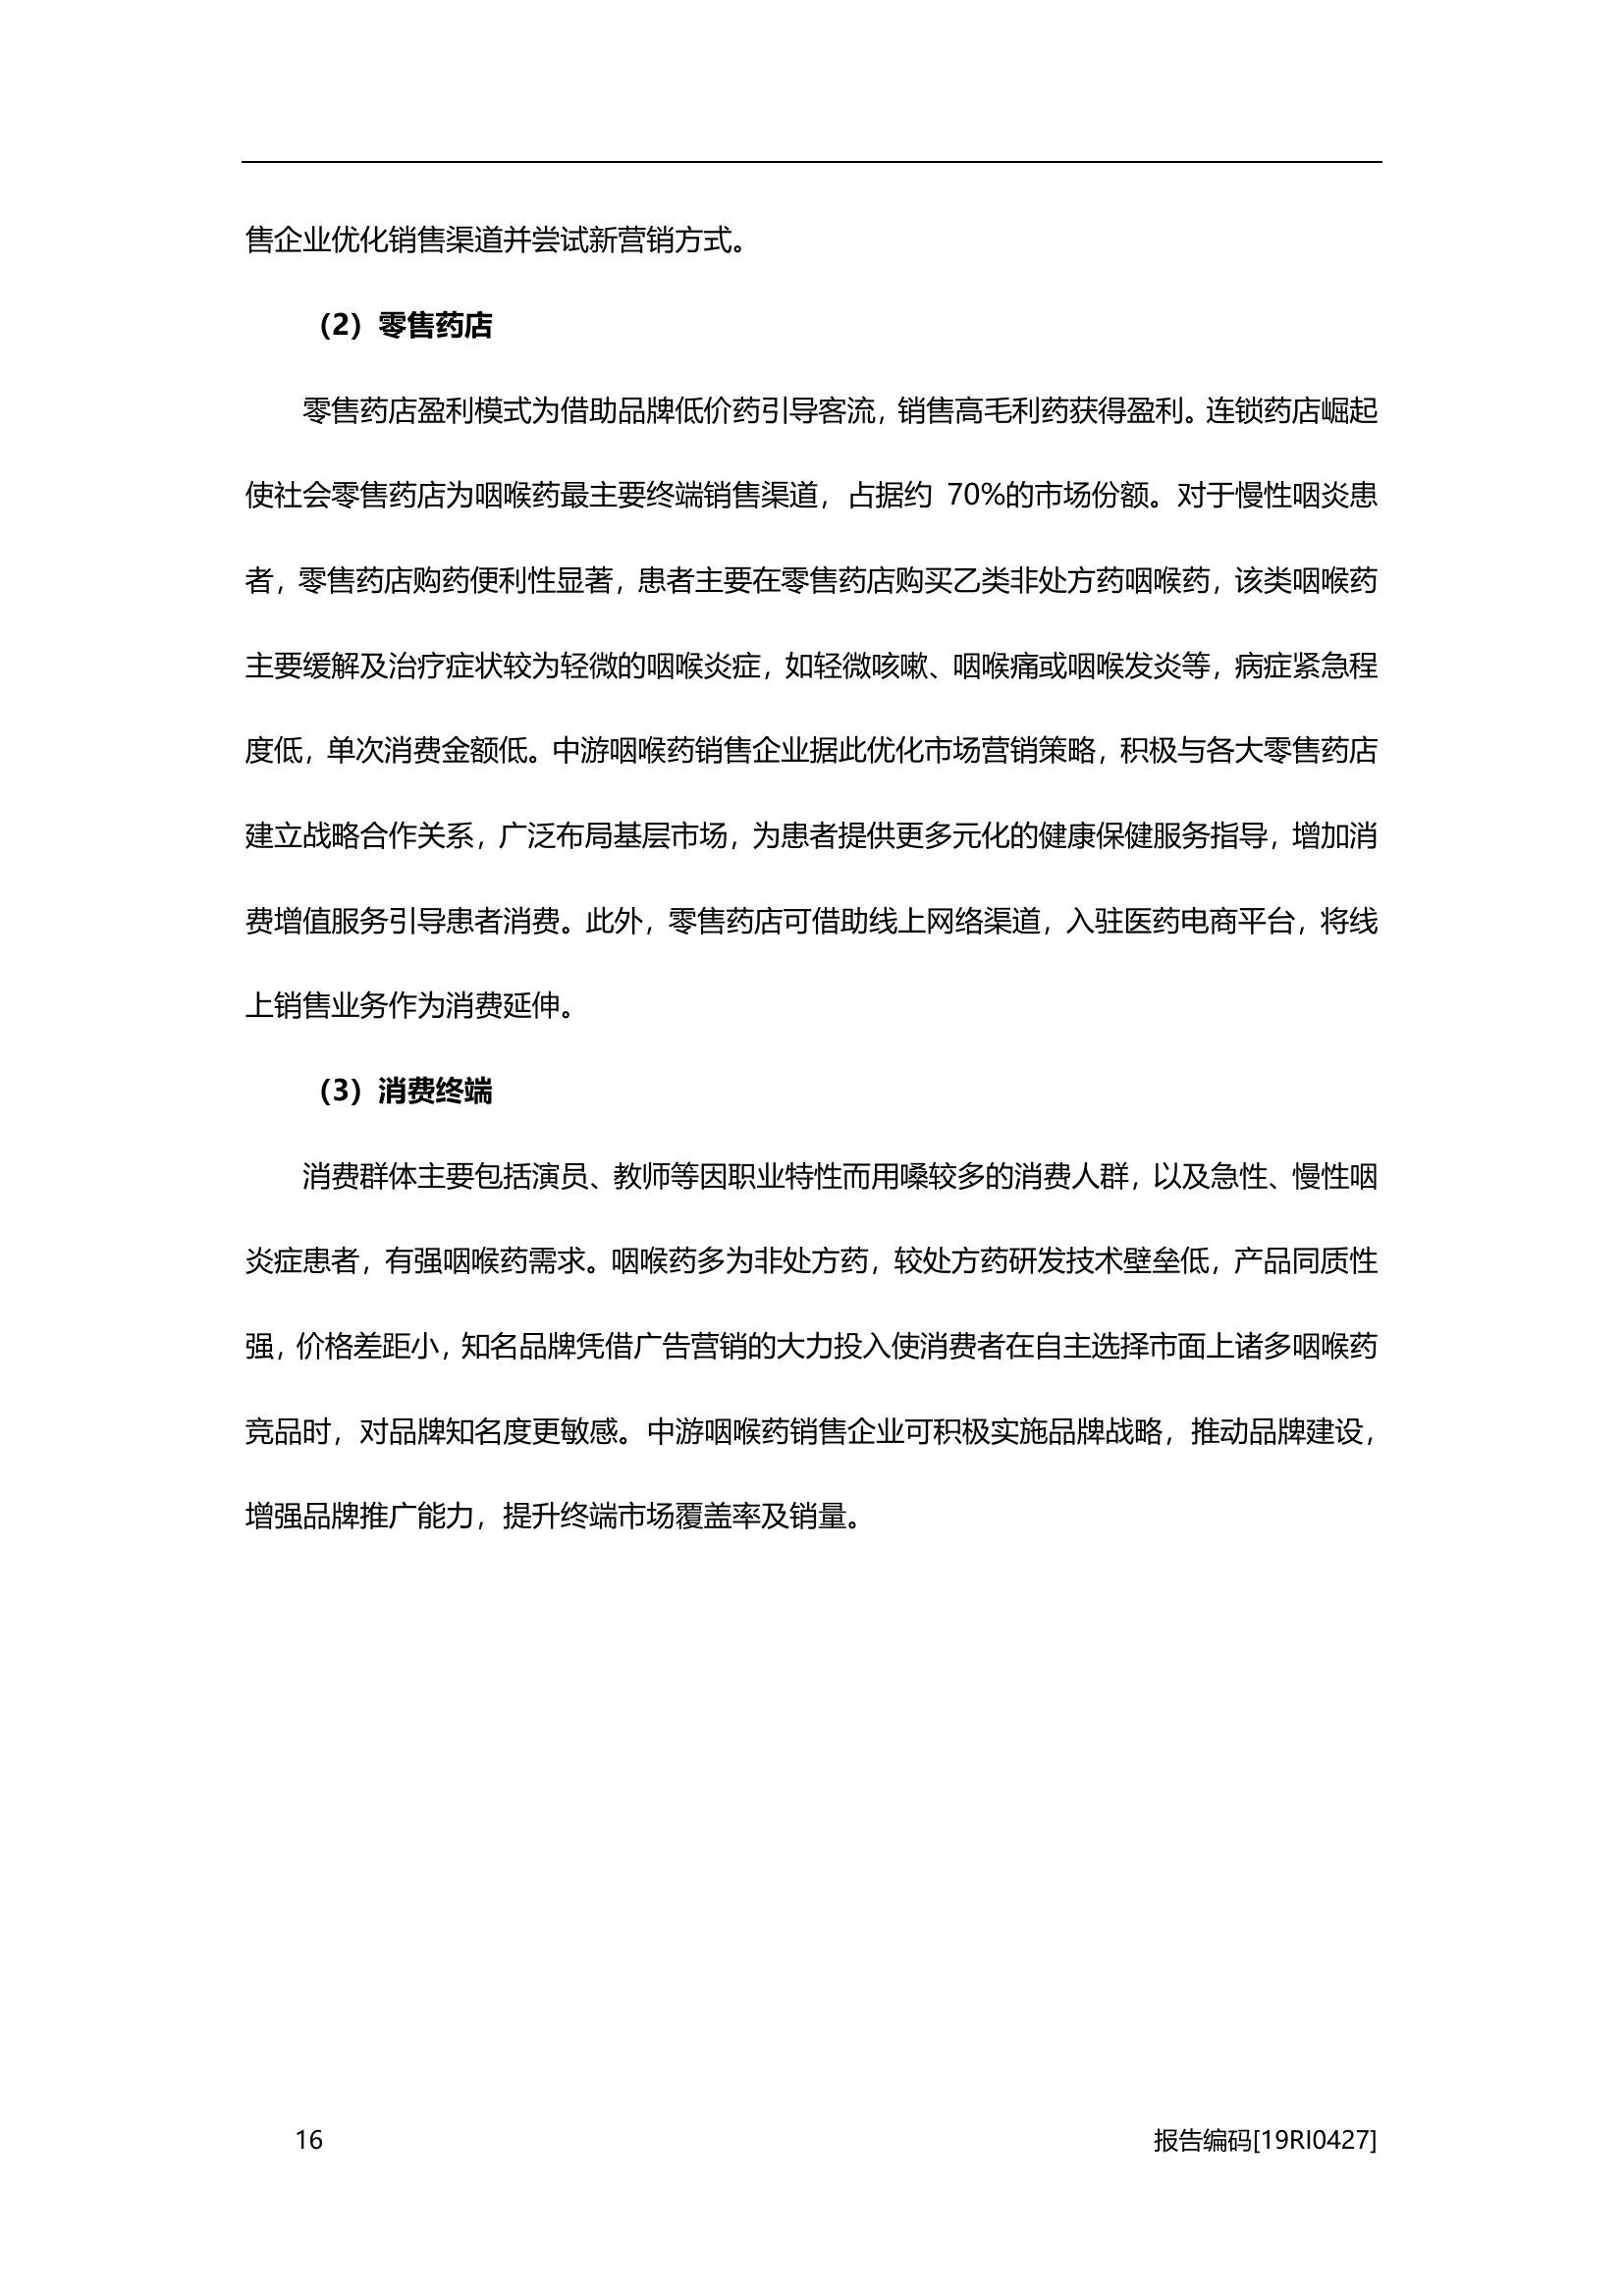 售企业优化销售渠道并尝试新营销方式。
（2）零售药店
零售药店盈利模式为借助品牌低价药引导客流，销售高毛利药获得盈利。连锁药店崛起
使社会零售药店为咽喉药最主要终端销售渠道，占据约 70%的市场份额。对于慢性咽炎患
者，零售药店购药便利性显著，患者主要在零售药店购买乙类非处方药咽喉药，该类咽喉药
主要缓解及治疗症状较为轻微的咽喉炎症，如轻微咳嗽、咽喉痛或咽喉发炎等，病症紧急程
度低，单次消费金额低。中游咽喉药销售企业据此优化市场营销策略，积极与各大零售药店
建立战略合作关系，广泛布局基层市场，为患者提供更多元化的健康保健服务指导，增加消
费增值服务引导患者消费。此外，零售药店可借助线上网络渠道，入驻医药电商平台，将线
上销售业务作为消费延伸。
（3）消费终端
消费群体主要包括演员、教师等因职业特性而用嗓较多的消费人群，以及急性、慢性咽
炎症患者，有强咽喉药需求。咽喉药多为非处方药，较处方药研发技术壁垒低，产品同质性
强，价格差距小，知名品牌凭借广告营销的大力投入使消费者在自主选择市面上诸多咽喉药
竞品时，对品牌知名度更敏感。中游咽喉药销售企业可积极实施品牌战略，推动品牌建设，
增强品牌推广能力，提升终端市场覆盖率及销量。
16
报告编码[19RI0427]